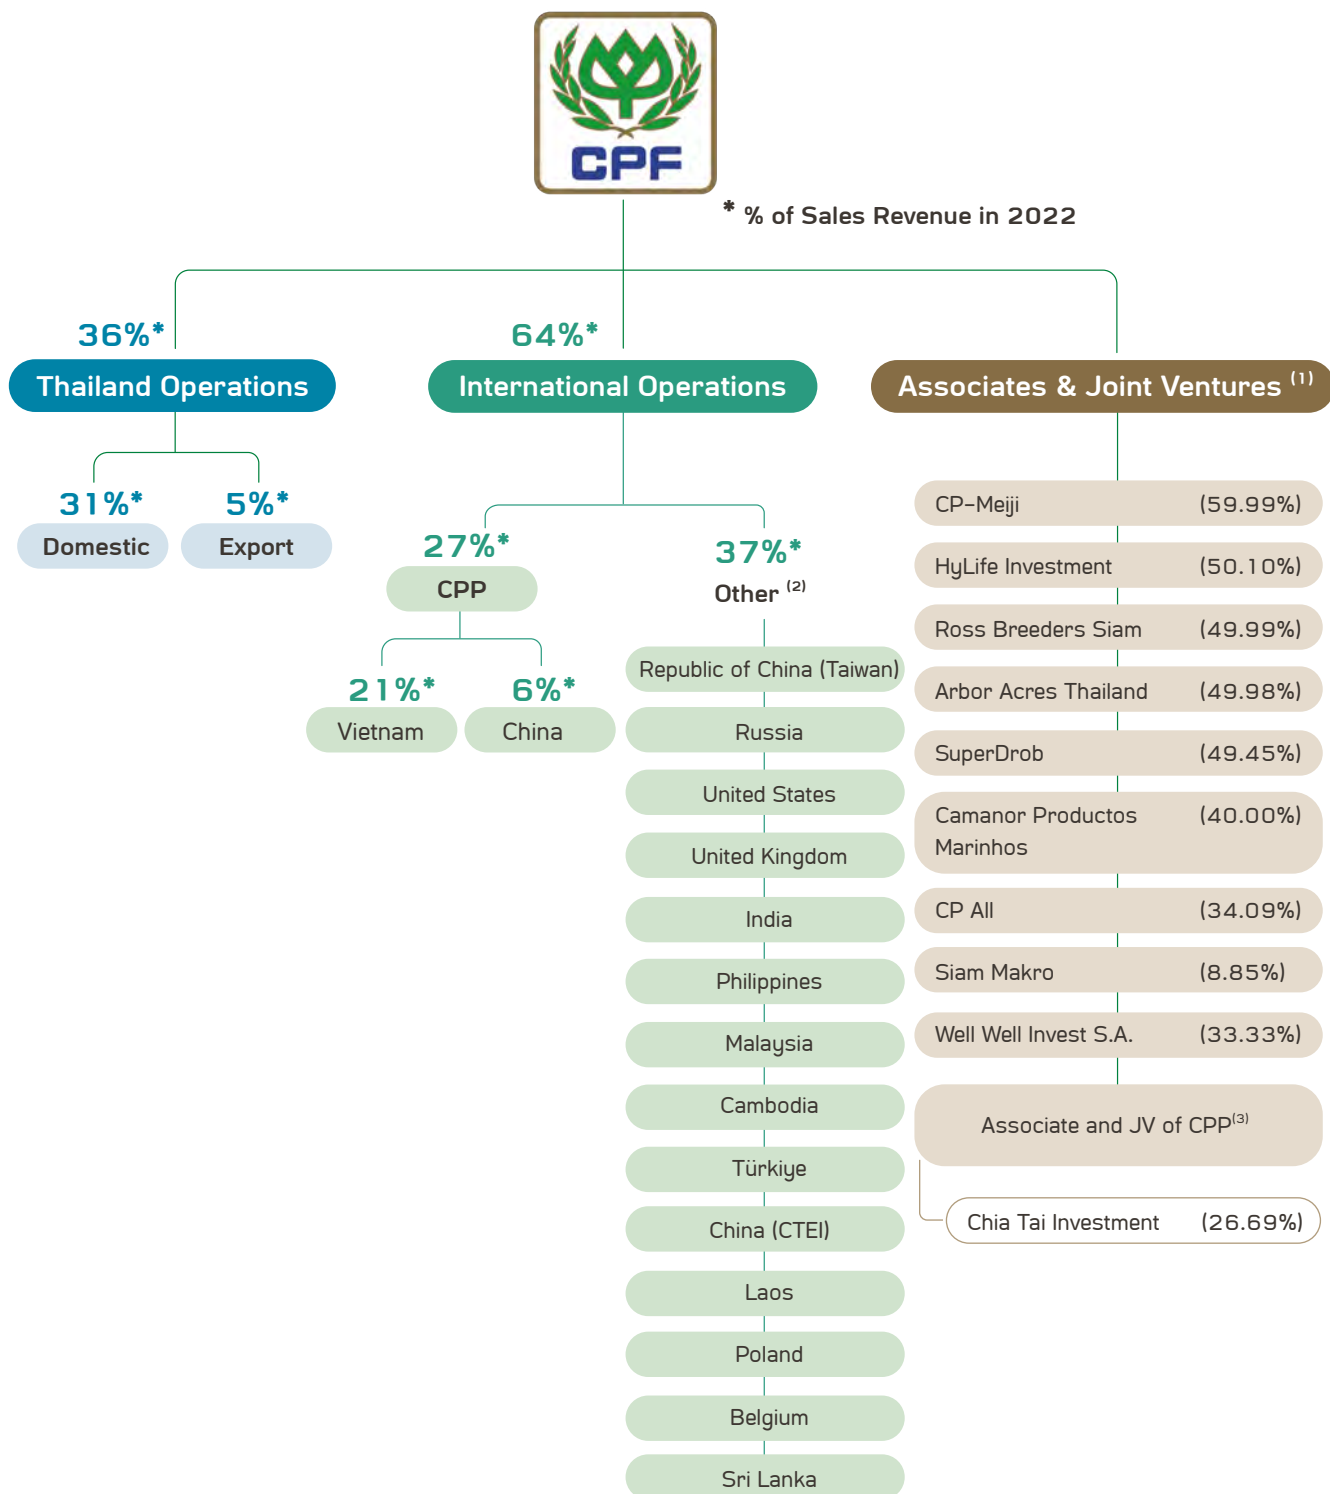 CPF
* % of Sales Revenue in 2022
36%*
Thailand Operations
31%*
Domestic
5%*
Export
64%*
International Operations
27%*
CPP
21%*
Vietnam
6%*
China
37%*
Other (2)
Republic of China (Taiwan)
Russia
United States
United Kingdom
India
Philippines
Malaysia
Cambodia
Türkiye
China (CTEI)
Laos
Poland
Belgium
Sri Lanka
Associates & Joint Ventures (1)
CP-Meiji (59.99%)
HyLife Investment (50.10%)
Ross Breeders Siam (49.99%)
Arbor Acres Thailand (49.98%)
SuperDrob (49.45%)
Camanor Productos (40.00%)
Marinhos
CP All (34.09%)
Siam Makro (8.85%)
Well Well Invest S.A. (33.33%)
Associate and JV of CPP(3)
Chia Tai Investment (26.69%)